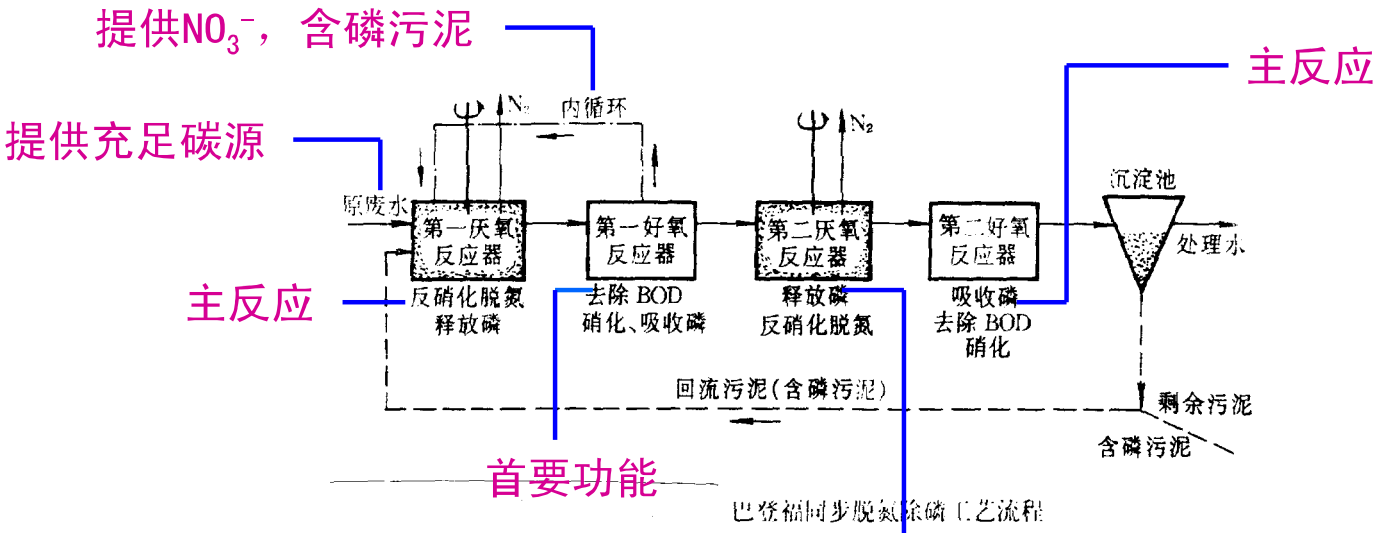 提供NO₃⁻，含磷污泥
主反应
提供充足碳源
N₂
内循环
N₂
沉淀池
原废水
第一厌氧
反应器
第一好氧
反应器
第二厌氧
反应器
第二好氧
反应器
处理水
主反应
反硝化脱氮
释放磷
去除 BOD
硝化、吸收磷
释放磷
反硝化脱氮
吸收磷
去除 BOD
硝化
回流污泥(含磷污泥)
剩余污泥
含磷污泥
首要功能
巴登福同步脱氮除磷工艺流程